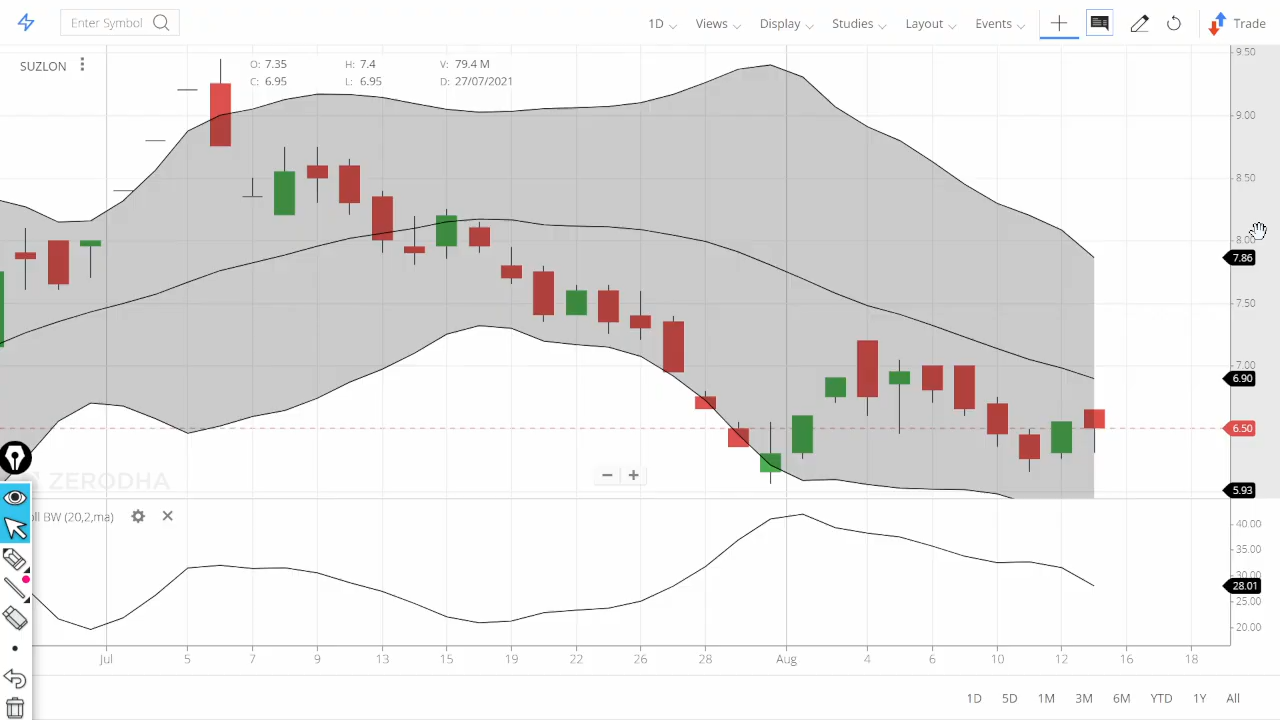 Enter Symbol
1D Views Display Studies Layout Events Trade
SUZLON
O: 7.35 H: 7.4 V: 79.4 M
C: 6.95 L: 6.95 D: 27/07/2021
9.50
9.00
8.50
8.00
7.86
7.50
7.00
6.90
6.50
5.93
ZERODHA
oll BW (20,2,ma)
40.00
35.00
30.00
28.01
25.00
20.00
Jul 5 7 9 13 15 19 22 26 28 Aug 4 6 10 12 16 18
1D 5D 1M 3M 6M YTD 1Y All